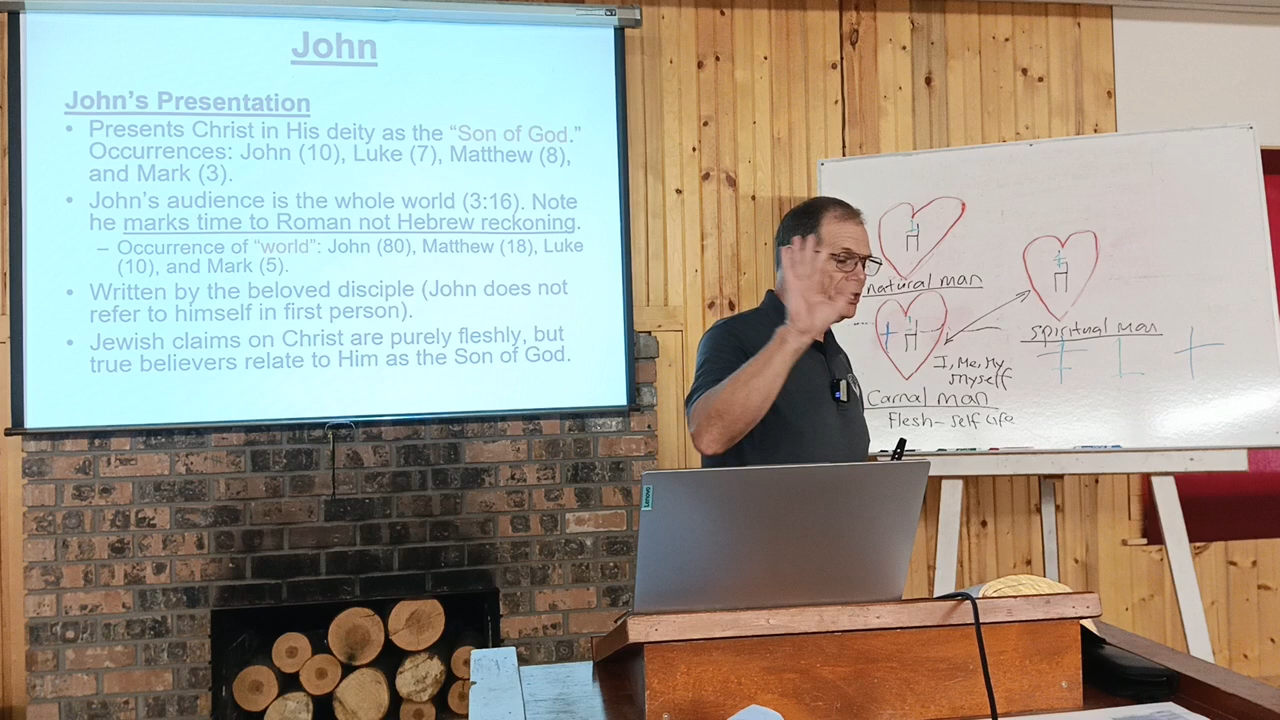 John
John's Presentation
• Presents Christ in His deity as the "Son of God."
Occurrences: John (10), Luke (7), Matthew (8),
and Mark (3).
• John's audience is the whole world (3:16). Note
he marks time to Roman not Hebrew reckoning.
– Occurrence of "world": John (80), Matthew (18), Luke
(10), and Mark (5).
• Written by the beloved disciple (John does not
refer to himself in first person).
• Jewish claims on Christ are purely fleshly, but
true believers relate to Him as the Son of God.
natural man
spiritual man
I, Me, My
Myself
Carnal man
Flesh - self life
Lenovo